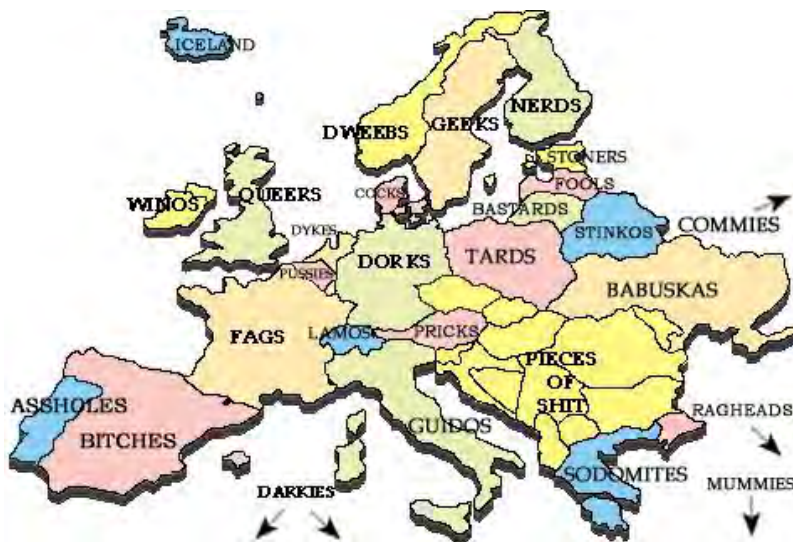 ICELAND
NERDS
DWEEBS
GEEKS
STONERS
COCKS
FOOLS
WINOS
QUEERS
BASTARDS
COMMIES
DYKES
STINKOS
PUSSIES
DORKS
TARDS
BABUSKAS
FAGS
LAMOS
PRICKS
PIECES
OF
SHIT
ASSHOLES
BITCHES
GUIDOS
RAGHEADS
SODOMITES
MUMMIES
DARKIES